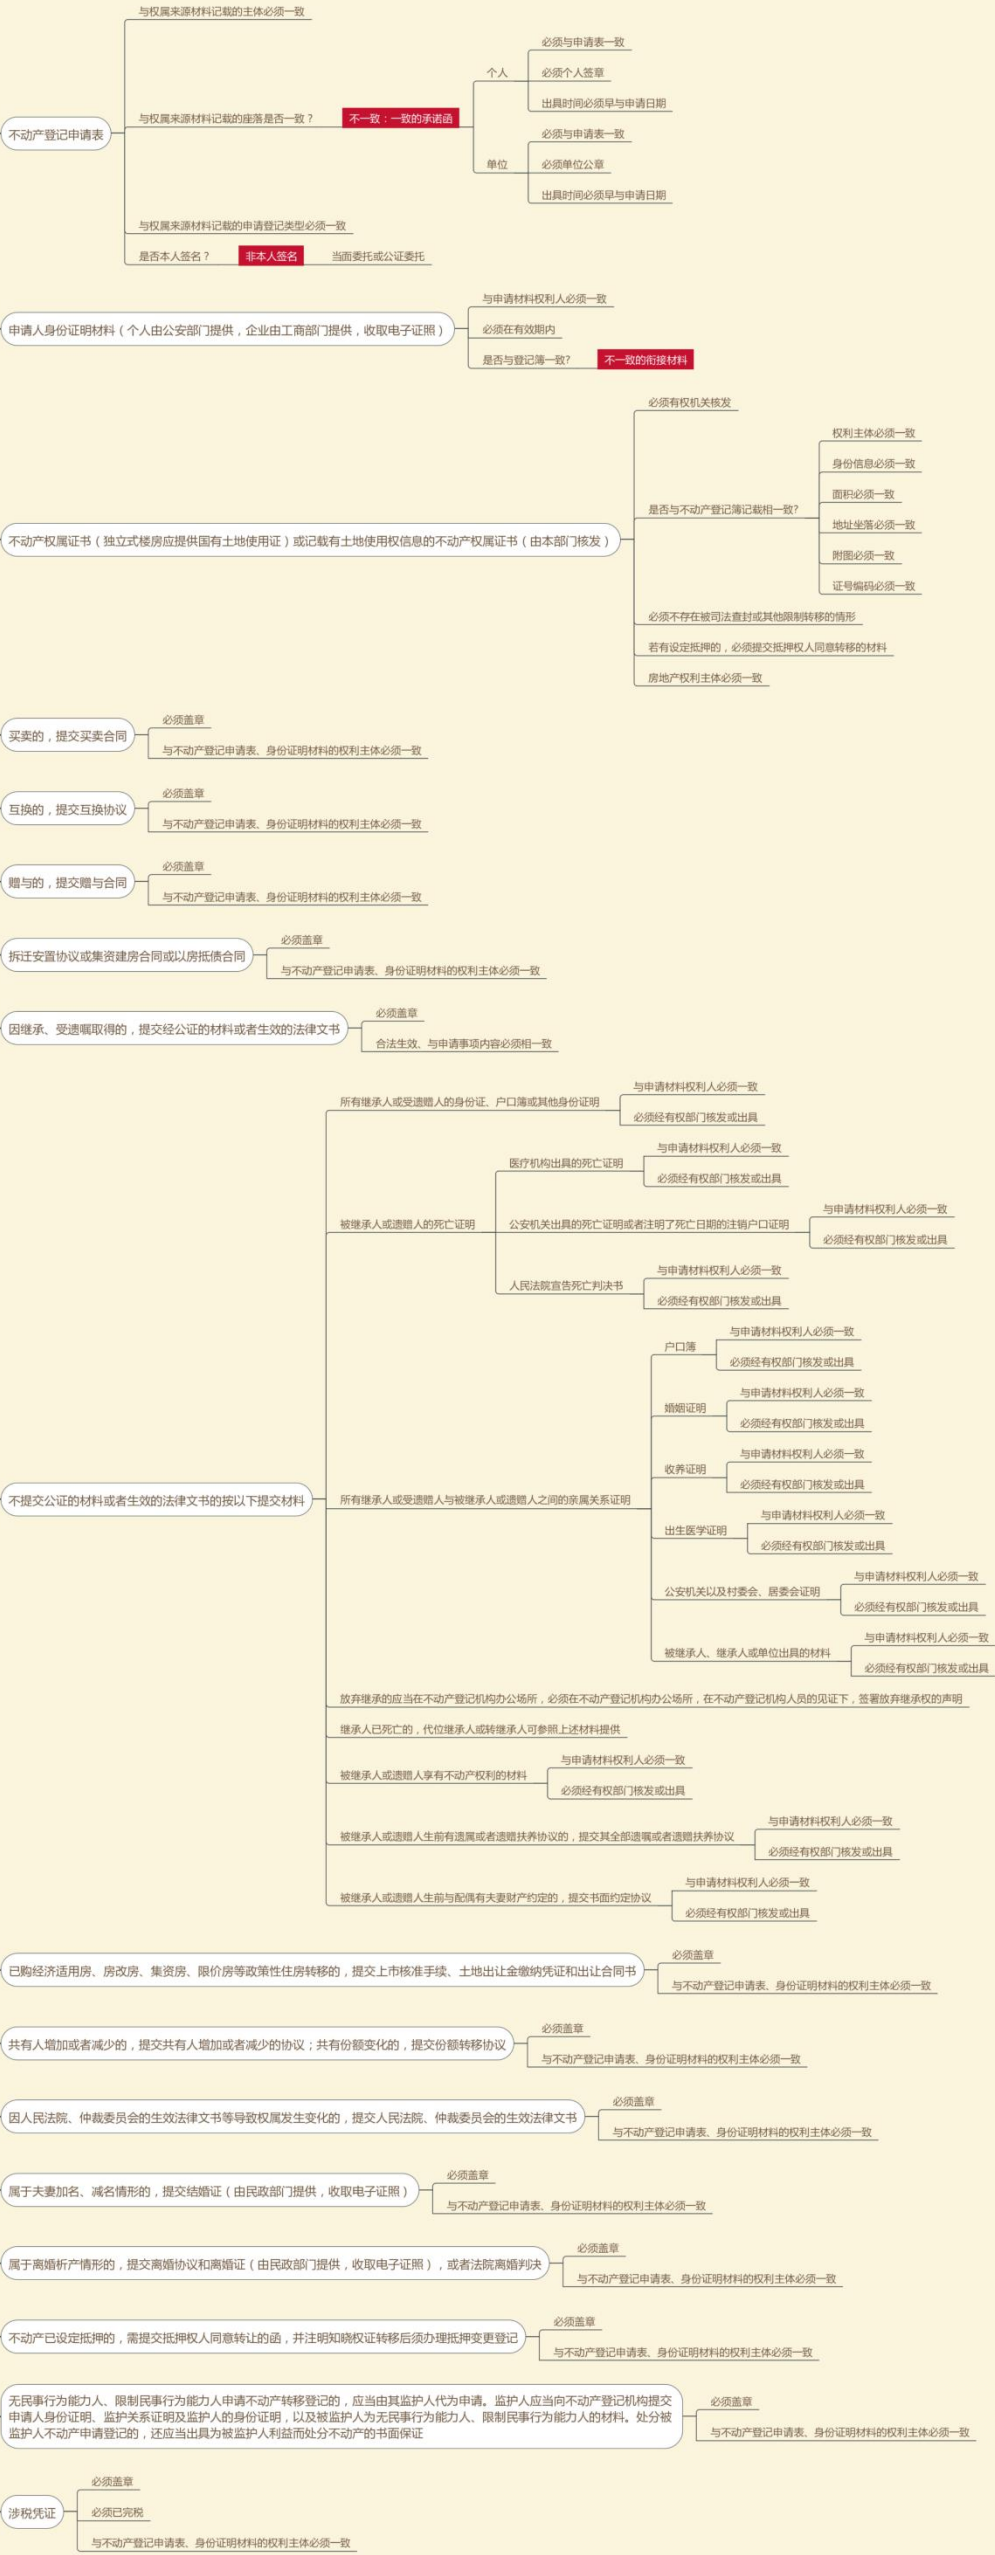 与权属来源材料记载的主体必须一致
不动产登记申请表
与权属来源材料记载的座落是否一致？
不一致：一致的承诺函
个人
必须与申请表一致
必须个人签章
出具时间必须早与申请日期
单位
必须与申请表一致
必须单位公章
出具时间必须早与申请日期
与权属来源材料记载的申请登记类型必须一致
是否本人签名？
非本人签名
当面委托或公证委托
申请人身份证明材料（个人由公安部门提供，企业由工商部门提供，收取电子证照）
与申请材料权利人必须一致
必须在有效期内
是否与登记簿一致?
不一致的衔接材料
不动产权属证书（独立式楼房应提供国有土地使用证）或记载有土地使用权信息的不动产权属证书（由本部门核发）
必须有权机关核发
是否与不动产登记簿记载相一致?
权利主体必须一致
身份信息必须一致
面积必须一致
地址坐落必须一致
附图必须一致
证号编码必须一致
必须不存在被司法查封或其他限制转移的情形
若有设定抵押的，必须提交抵押权人同意转移的材料
房地产权利主体必须一致
买卖的，提交买卖合同
必须盖章
与不动产登记申请表、身份证明材料的权利主体必须一致
互换的，提交互换协议
必须盖章
与不动产登记申请表、身份证明材料的权利主体必须一致
赠与的，提交赠与合同
必须盖章
与不动产登记申请表、身份证明材料的权利主体必须一致
拆迁安置协议或集资建房合同或以房抵债合同
必须盖章
与不动产登记申请表、身份证明材料的权利主体必须一致
因继承、受遗嘱取得的，提交经公证的材料或者生效的法律文书
必须盖章
合法生效、与申请事项内容必须相一致
不提交公证的材料或者生效的法律文书的按以下提交材料
所有继承人或受遗赠人的身份证、户口簿或其他身份证明
与申请材料权利人必须一致
必须经有权部门核发或出具
被继承人或遗赠人的死亡证明
医疗机构出具的死亡证明
与申请材料权利人必须一致
必须经有权部门核发或出具
公安机关出具的死亡证明或者注明了死亡日期的注销户口证明
与申请材料权利人必须一致
必须经有权部门核发或出具
人民法院宣告死亡判决书
与申请材料权利人必须一致
必须经有权部门核发或出具
所有继承人或受遗赠人与被继承人或遗赠人之间的亲属关系证明
户口簿
与申请材料权利人必须一致
必须经有权部门核发或出具
婚姻证明
与申请材料权利人必须一致
必须经有权部门核发或出具
收养证明
与申请材料权利人必须一致
必须经有权部门核发或出具
出生医学证明
与申请材料权利人必须一致
必须经有权部门核发或出具
公安机关以及村委会、居委会证明
与申请材料权利人必须一致
必须经有权部门核发或出具
被继承人、继承人或单位出具的材料
与申请材料权利人必须一致
必须经有权部门核发或出具
放弃继承的应当在不动产登记机构办公场所，必须在不动产登记机构办公场所，在不动产登记机构人员的见证下，签署放弃继承权的声明
继承人已死亡的，代位继承人或转继承人可参照上述材料提供
被继承人或遗赠人享有不动产权利的材料
与申请材料权利人必须一致
必须经有权部门核发或出具
被继承人或遗赠人生前有遗属或者遗赠扶养协议的，提交其全部遗嘱或者遗赠扶养协议
与申请材料权利人必须一致
必须经有权部门核发或出具
被继承人或遗赠人生前与配偶有夫妻财产约定的，提交书面约定协议
与申请材料权利人必须一致
必须经有权部门核发或出具
已购经济适用房、房改房、集资房、限价房等政策性住房转移的，提交上市核准手续、土地出让金缴纳凭证和出让合同书
必须盖章
与不动产登记申请表、身份证明材料的权利主体必须一致
共有人增加或者减少的，提交共有人增加或者减少的协议；共有份额变化的，提交份额转移协议
必须盖章
与不动产登记申请表、身份证明材料的权利主体必须一致
因人民法院、仲裁委员会的生效法律文书等导致权属发生变化的，提交人民法院、仲裁委员会的生效法律文书
必须盖章
与不动产登记申请表、身份证明材料的权利主体必须一致
属于夫妻加名、减名情形的，提交结婚证（由民政部门提供，收取电子证照）
必须盖章
与不动产登记申请表、身份证明材料的权利主体必须一致
属于离婚析产情形的，提交离婚协议和离婚证（由民政部门提供，收取电子证照），或者法院离婚判决
必须盖章
与不动产登记申请表、身份证明材料的权利主体必须一致
不动产已设定抵押的，需提交抵押权人同意转让的函，并注明知晓权证转移后须办理抵押变更登记
必须盖章
与不动产登记申请表、身份证明材料的权利主体必须一致
无民事行为能力人、限制民事行为能力人申请不动产转移登记的，应当由其监护人代为申请。监护人应当向不动产登记机构提交
申请人身份证明、监护关系证明及监护人的身份证明，以及被监护人为无民事行为能力人、限制民事行为能力人的材料。处分被
监护人不动产申请登记的，还应当出具为被监护人利益而处分不动产的书面保证
必须盖章
与不动产登记申请表、身份证明材料的权利主体必须一致
涉税凭证
必须盖章
必须已完税
与不动产登记申请表、身份证明材料的权利主体必须一致